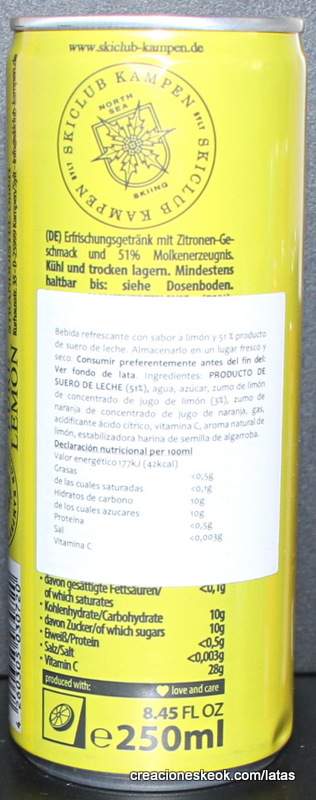 www.skiclub-kampen.de
SKICLUB KAMPEN
SYLT
NORTH
SEA
SKIING
SKICLUB KAMPEN
SYLT
(DE) Erfrischungsgetränk mit Zitronen-Ge-
schmack und 51% Molkenerzeugnis.
Kühl und trocken lagern. Mindestens
haltbar bis: siehe Dosenboden.
LEMON
Bebida refrescante con sabor a limón y 51 % producto
de suero de leche. Almacenarlo en un lugar fresco y
seco. Consumir preferentemente antes del fin del:
Ver fondo de lata. Ingredientes: PRODUCTO DE
SUERO DE LECHE (51%), agua, azúcar, zumo de limón
de concentrado de jugo de limón (3%), zumo de
naranja de concentrado de jugo de naranja, gas,
acidificante ácido cítrico, vitamina C, aroma natural de
limón, estabilizadora harina de semilla de algarroba.
Declaración nutricional per 100ml
Valor energético 177kJ (42kcal)
Grasas <0,5g
de las cuales saturadas <0,1g
Hidratos de carbono 10g
de los cuales azucares 10g
Proteína <0,5g
Sal <0,003g
Vitamina C
• davon gesättigte Fettsäuren/ <0,1g
of which saturates
• Kohlenhydrate/Carbohydrate 10g
• davon Zucker/of which sugars 10g
• Eiweiß/Protein <0,5g
• Salz/Salt <0,003g
• Vitamin C 28g
produced with: love and care
8.45 FL OZ
e250ml
creacioneskeok.com/latas